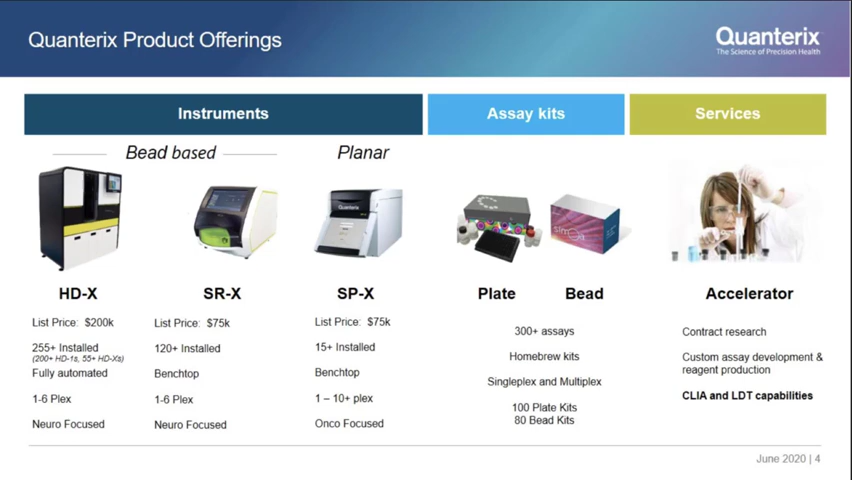 Quanterix Product Offerings
Quanterix
The Science of Precision Health
Instruments
Assay kits
Services
Bead based
Planar
Quanterix
simoa
HD-X
SR-X
SP-X
Plate
Bead
Accelerator
List Price: $200k
255+ Installed
(200+ HD-1s, 55+ HD-Xs)
Fully automated
1-6 Plex
Neuro Focused
List Price: $75k
120+ Installed
Benchtop
1-6 Plex
Neuro Focused
List Price: $75k
15+ Installed
Benchtop
1 – 10+ plex
Onco Focused
300+ assays
Homebrew kits
Singleplex and Multiplex
100 Plate Kits
80 Bead Kits
Contract research
Custom assay development &
reagent production
CLIA and LDT capabilities
June 2020 | 4